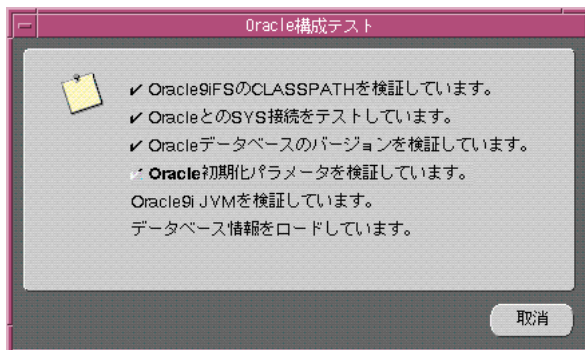 Oracle構成テスト
✔ Oracle9iFSのCLASSPATHを検証しています。
✔ OracleとのSYS接続をテストしています。
✔ Oracleデータベースのバージョンを検証しています。
Oracle初期化パラメータを検証しています。
Oracle9i JVMを検証しています。
データベース情報をロードしています。
取消